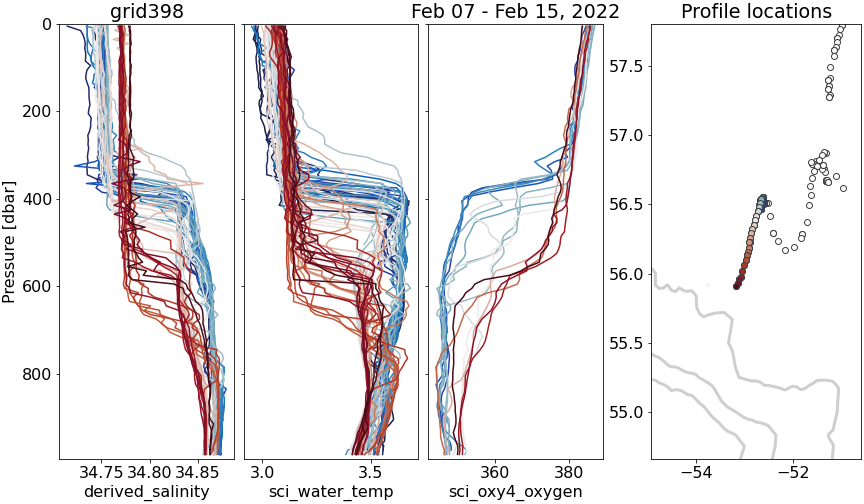 grid398
Feb 07 - Feb 15, 2022
Profile locations
Pressure [dbar]
0
200
400
600
800
34.75 34.80 34.85
derived_salinity
3.0 3.5
sci_water_temp
360 380
sci_oxy4_oxygen
57.5
57.0
56.5
56.0
55.5
55.0
−54 −52